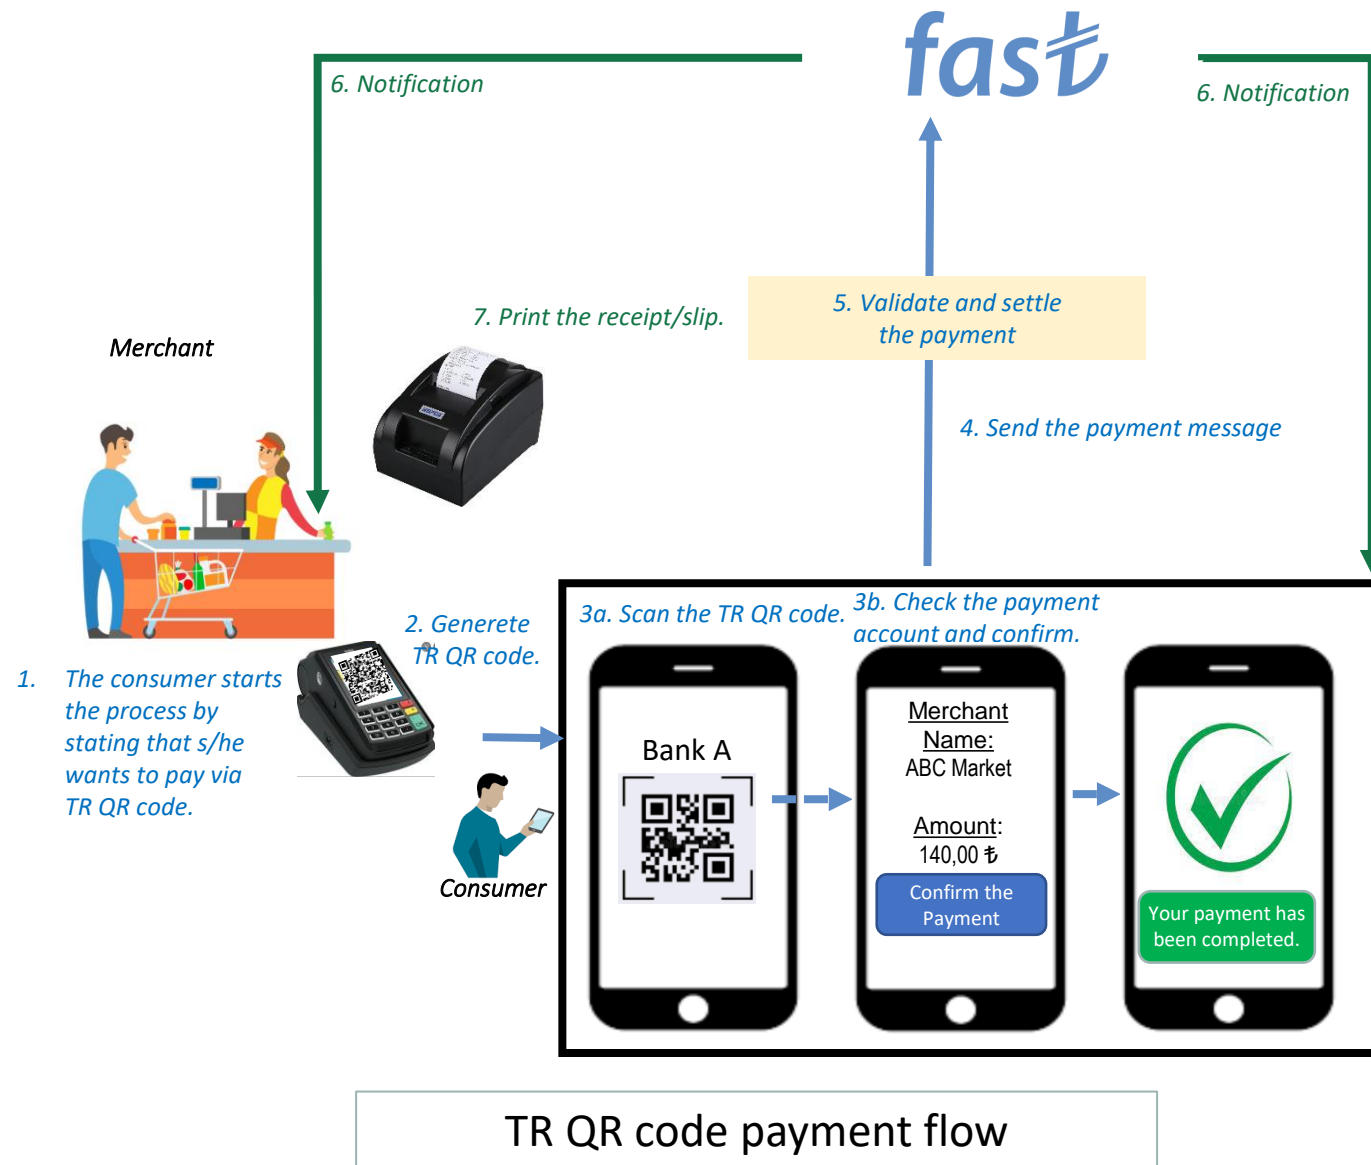 fast
6. Notification
6. Notification
7. Print the receipt/slip.
5. Validate and settle
the payment
Merchant
4. Send the payment message
1. The consumer starts
the process by
stating that s/he
wants to pay via
TR QR code.
2. Generete
TR QR code.
3a. Scan the TR QR code.
3b. Check the payment
account and confirm.
Consumer
Bank A
Merchant
Name:
ABC Market
Amount:
140,00 ₺
Confirm the
Payment
Your payment has
been completed.
TR QR code payment flow